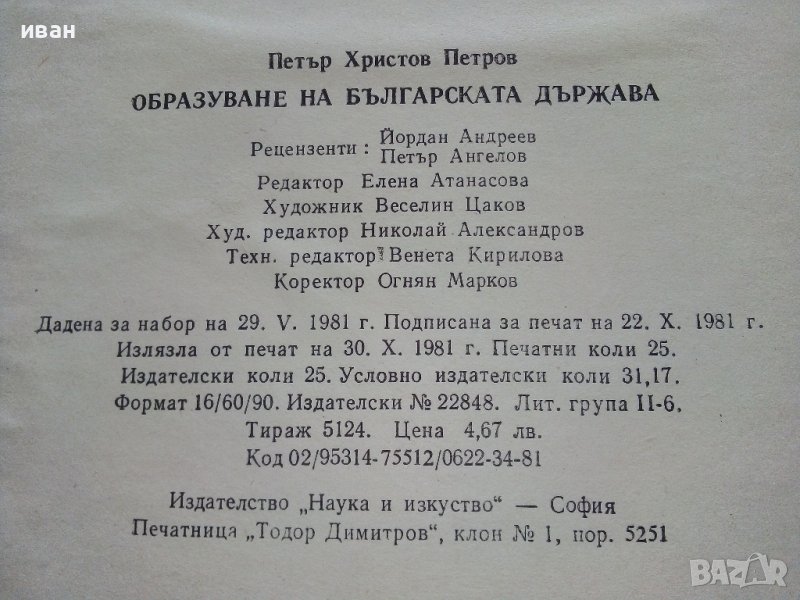 иван
Петър Христов Петров
ОБРАЗУВАНЕ НА БЪЛГАРСКАТА ДЪРЖАВА
Рецензенти: Йордан Андреев
Петър Ангелов
Редактор Елена Атанасова
Художник Веселин Цаков
Худ. редактор Николай Александров
Техн. редактор Венета Кирилова
Коректор Огнян Марков
Дадена за набор на 29. V. 1981 г. Подписана за печат на 22. X. 1981 г.
Излязла от печат на 30. X. 1981 г. Печатни коли 25.
Издателски коли 25. Условно издателски коли 31,17.
Формат 16/60/90. Издателски № 22848. Лит. група II-6.
Тираж 5124. Цена 4,67 лв.
Код 02/95314-75512/0622-34-81
Издателство „Наука и изкуство“ — София
Печатница „Тодор Димитров“, клон № 1, пор. 5251
BAZAR